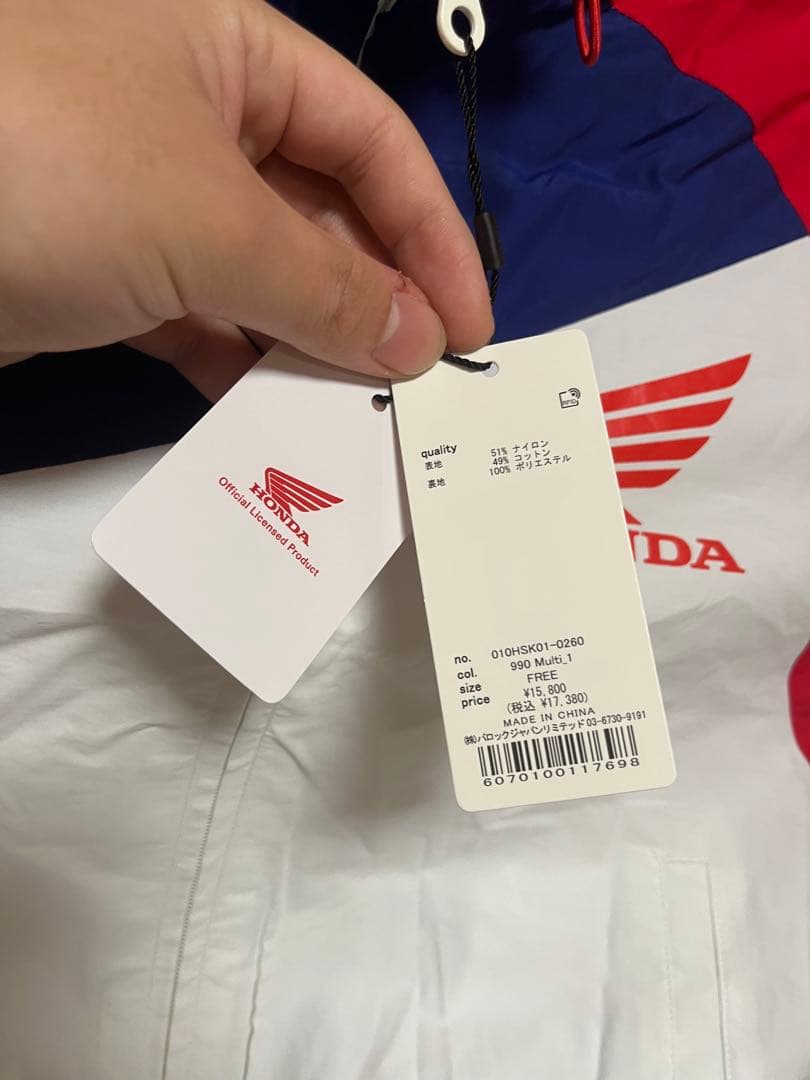 HONDA
Official Licensed Product
RFID
quality
表地 51% ナイロン
49% コットン
裏地 100% ポリエステル
no. 010HSK01-0260
col. 990 Multi_1
size FREE
price ¥15,800
(税込 ¥17,380)
MADE IN CHINA
㈱バロックジャパンリミテッド 03-6730-9191
6070100117698
NDA